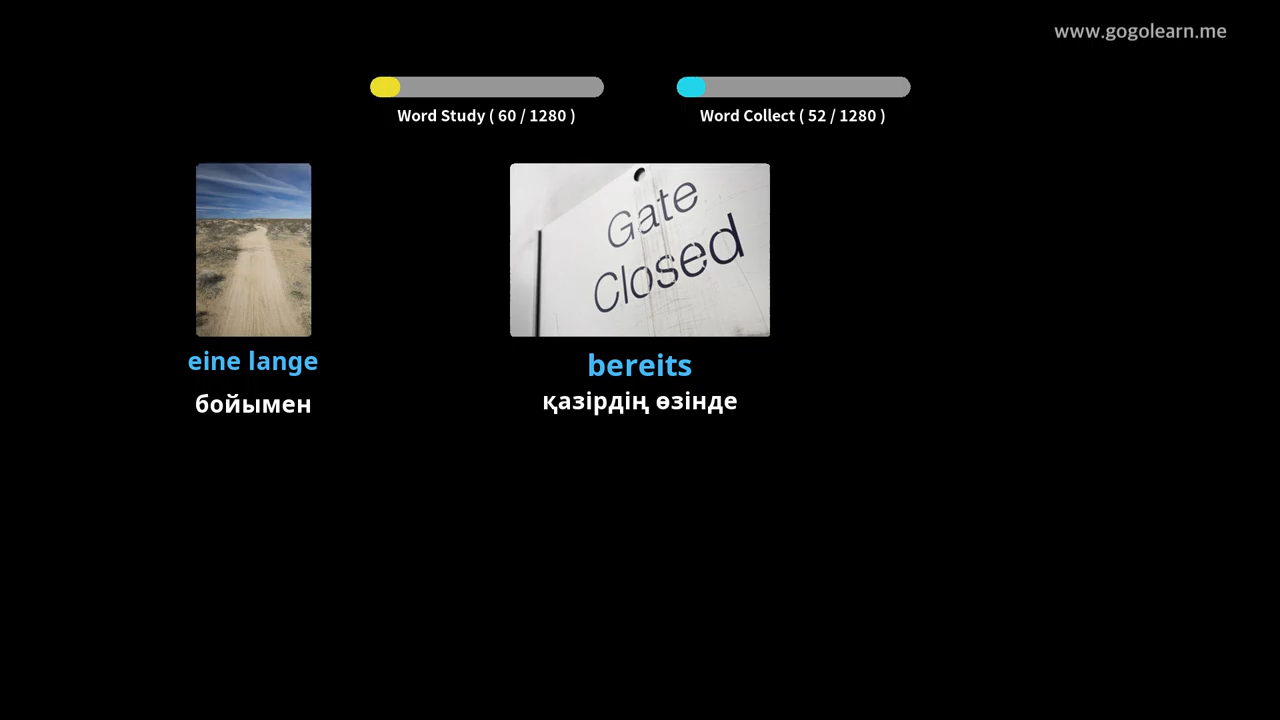 www.gogolearn.me
Word Study ( 60 / 1280 )
Word Collect ( 52 / 1280 )
Gate
Closed
eine lange
бойымен
bereits
қазірдің өзінде